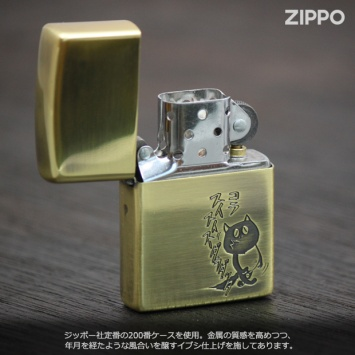 ZIPPO
ジッポー社定番の200番ケースを使用。金属の質感を高めつつ、
年月を経たような風合いを醸すイブシ仕上げを施してあります。